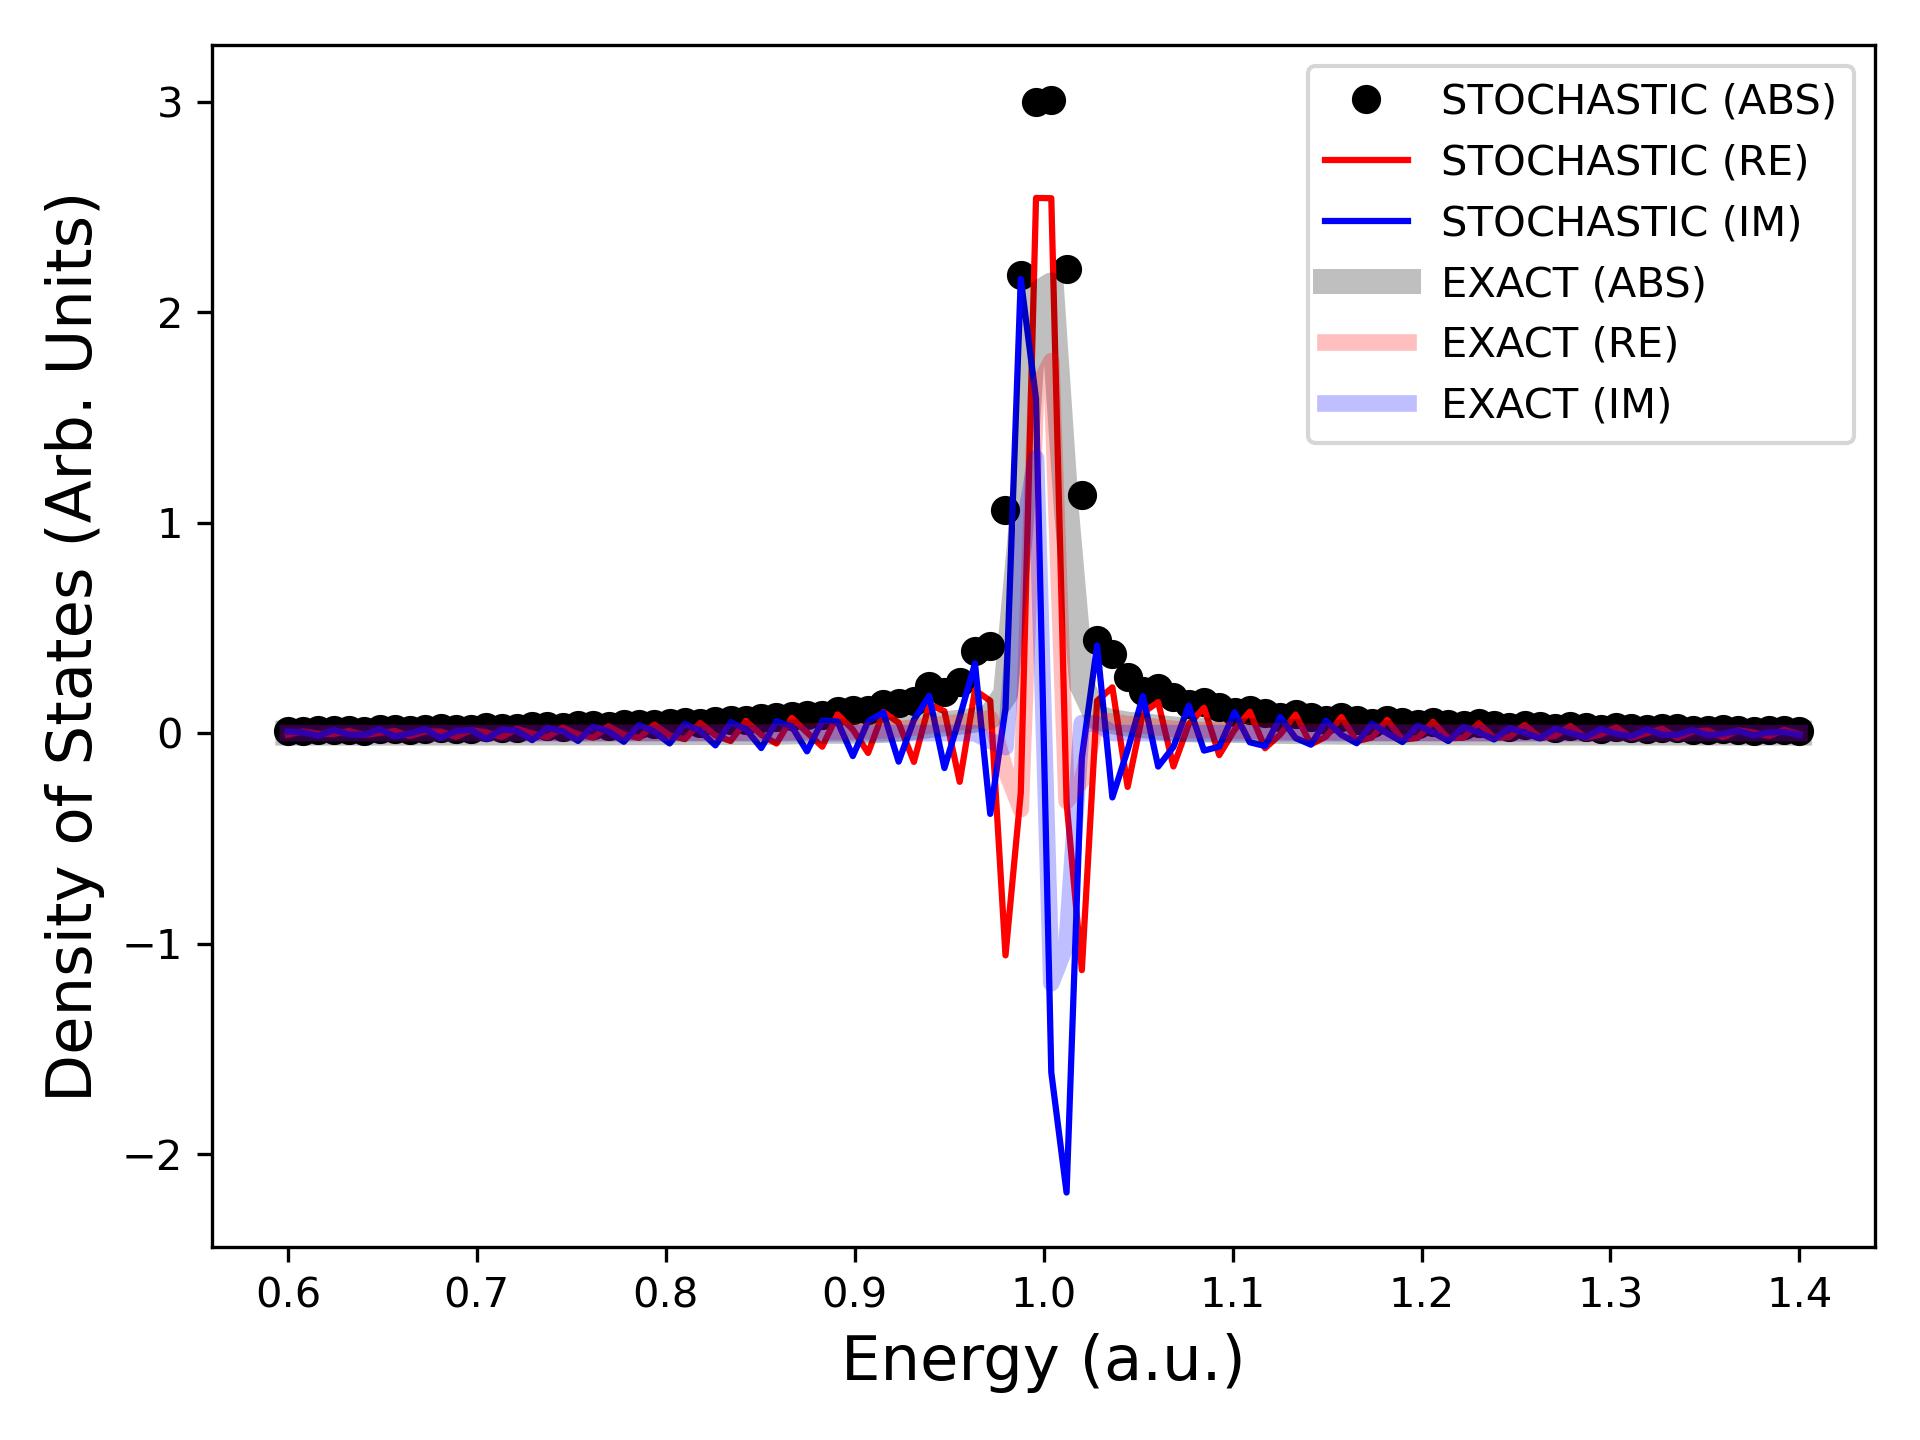 Density of States (Arb. Units)
3
2
1
0
−1
−2
STOCHASTIC (ABS)
STOCHASTIC (RE)
STOCHASTIC (IM)
EXACT (ABS)
EXACT (RE)
EXACT (IM)
0.6 0.7 0.8 0.9 1.0 1.1 1.2 1.3 1.4
Energy (a.u.)